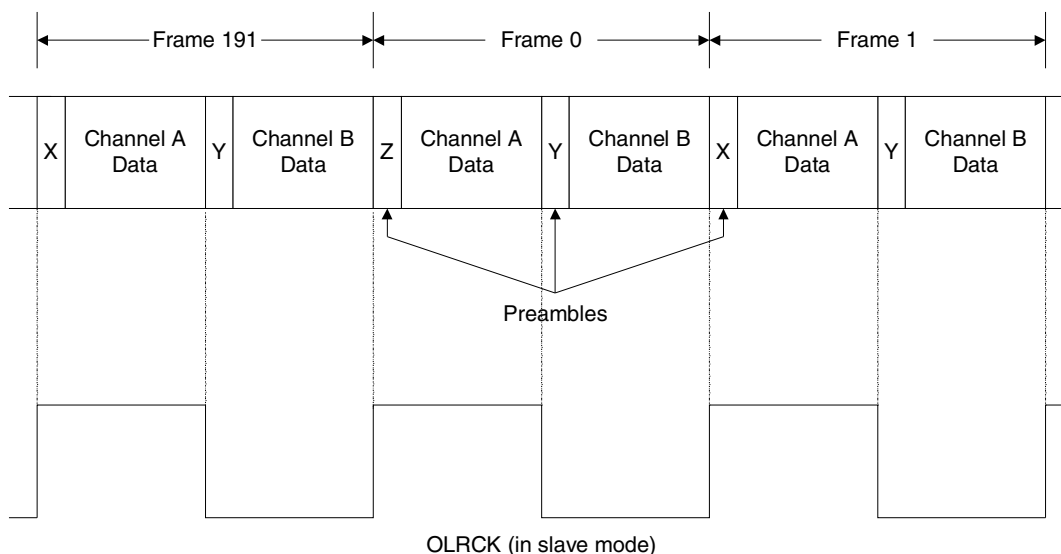 Frame 191 Frame 0 Frame 1
X Channel A Data Y Channel B Data Z Channel A Data Y Channel B Data X Channel A Data Y Channel B Data
Preambles
OLRCK (in slave mode)